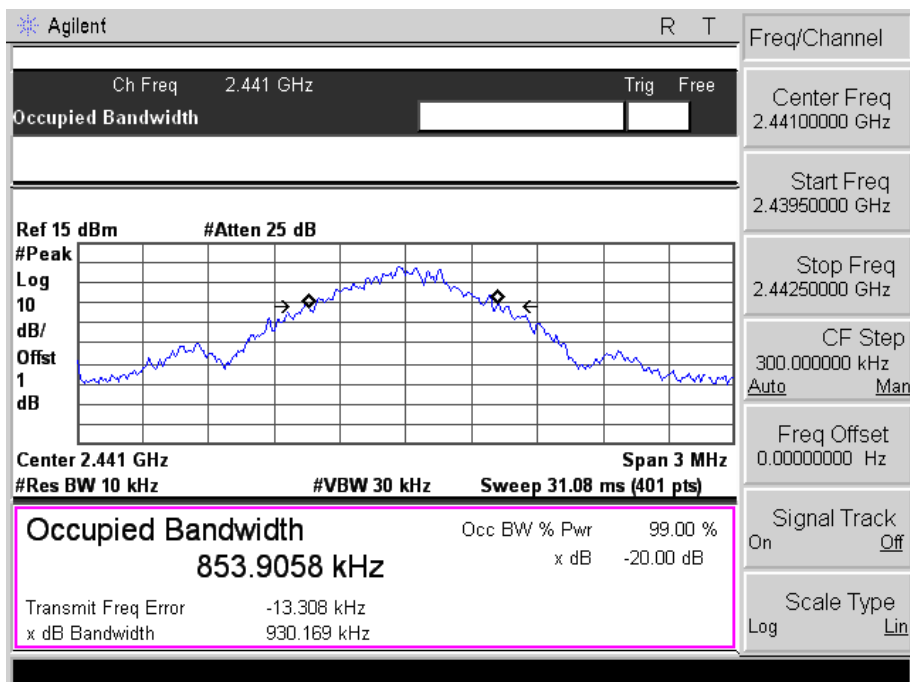 Agilent R T
Ch Freq 2.441 GHz Trig Free
Occupied Bandwidth
Ref 15 dBm #Atten 25 dB
#Peak
Log
10
dB/
Offst
1
dB
Center 2.441 GHz Span 3 MHz
#Res BW 10 kHz #VBW 30 kHz Sweep 31.08 ms (401 pts)
Occupied Bandwidth
853.9058 kHz
Occ BW % Pwr 99.00 %
x dB -20.00 dB
Transmit Freq Error -13.308 kHz
x dB Bandwidth 930.169 kHz
Freq/Channel
Center Freq
2.44100000 GHz
Start Freq
2.43950000 GHz
Stop Freq
2.44250000 GHz
CF Step
300.000000 kHz
Auto Man
Freq Offset
0.00000000 Hz
Signal Track
On Off
Scale Type
Log Lin